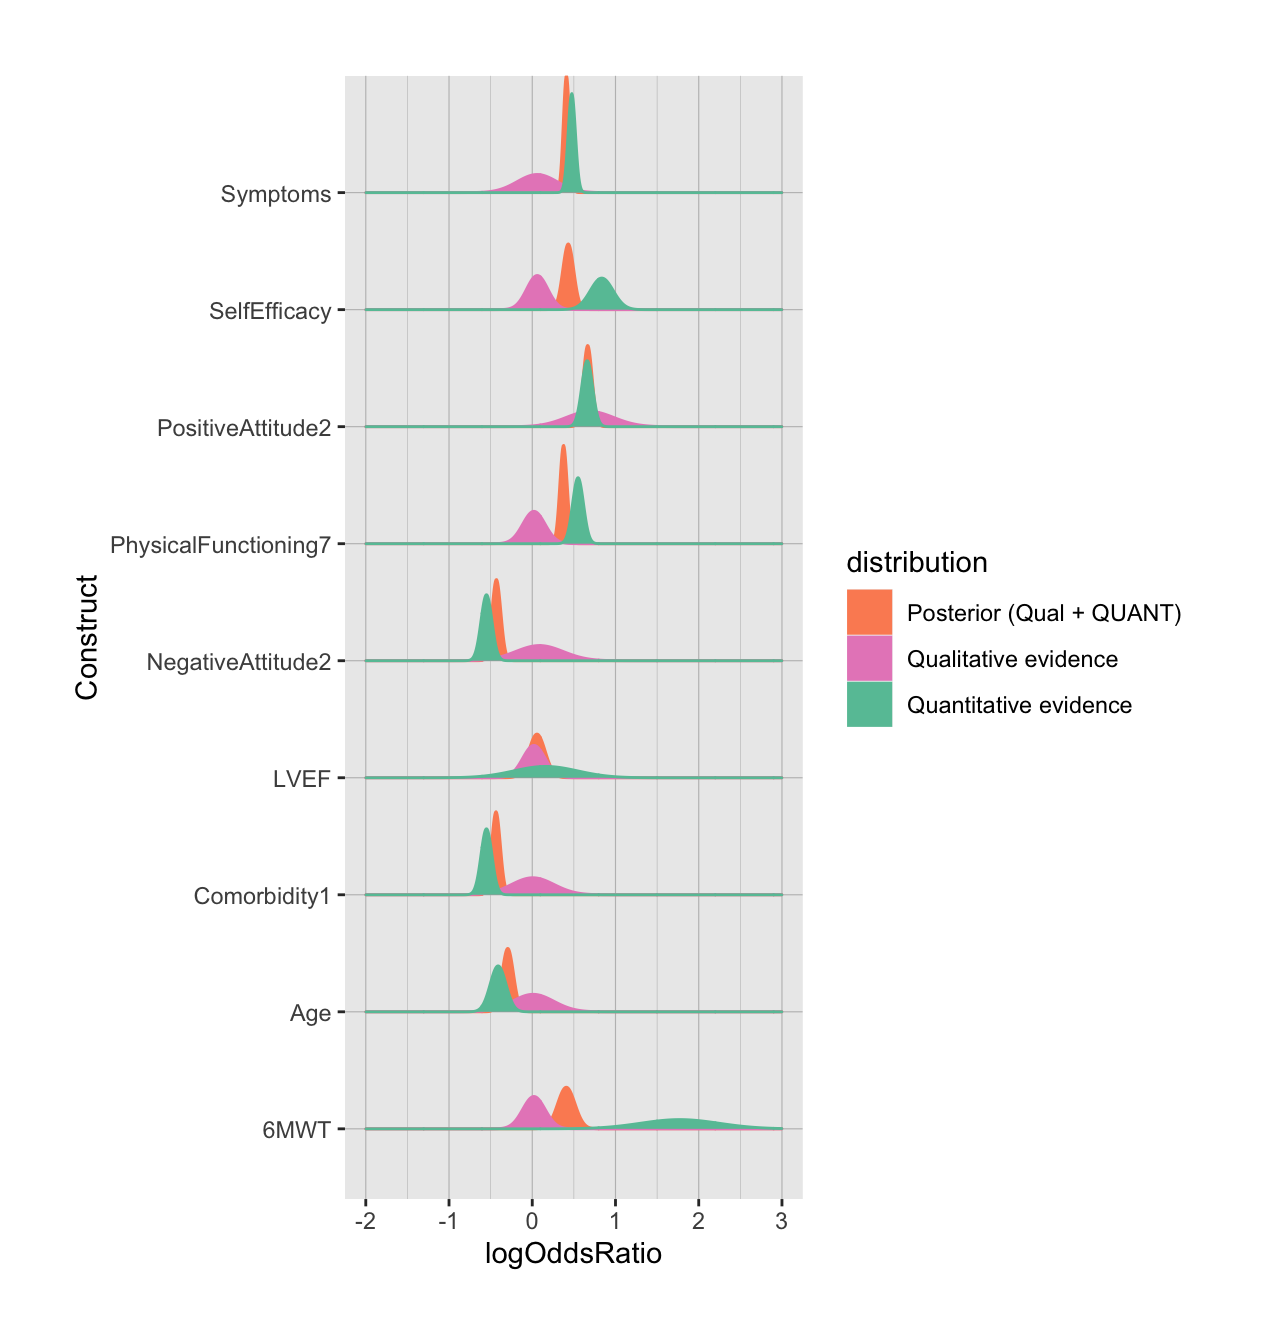 Symptoms
SelfEfficacy
PositiveAttitude2
PhysicalFunctioning7
NegativeAttitude2
LVEF
Comorbidity1
Age
6MWT
Construct
-2 -1 0 1 2 3
logOddsRatio
distribution
Posterior (Qual + QUANT)
Qualitative evidence
Quantitative evidence